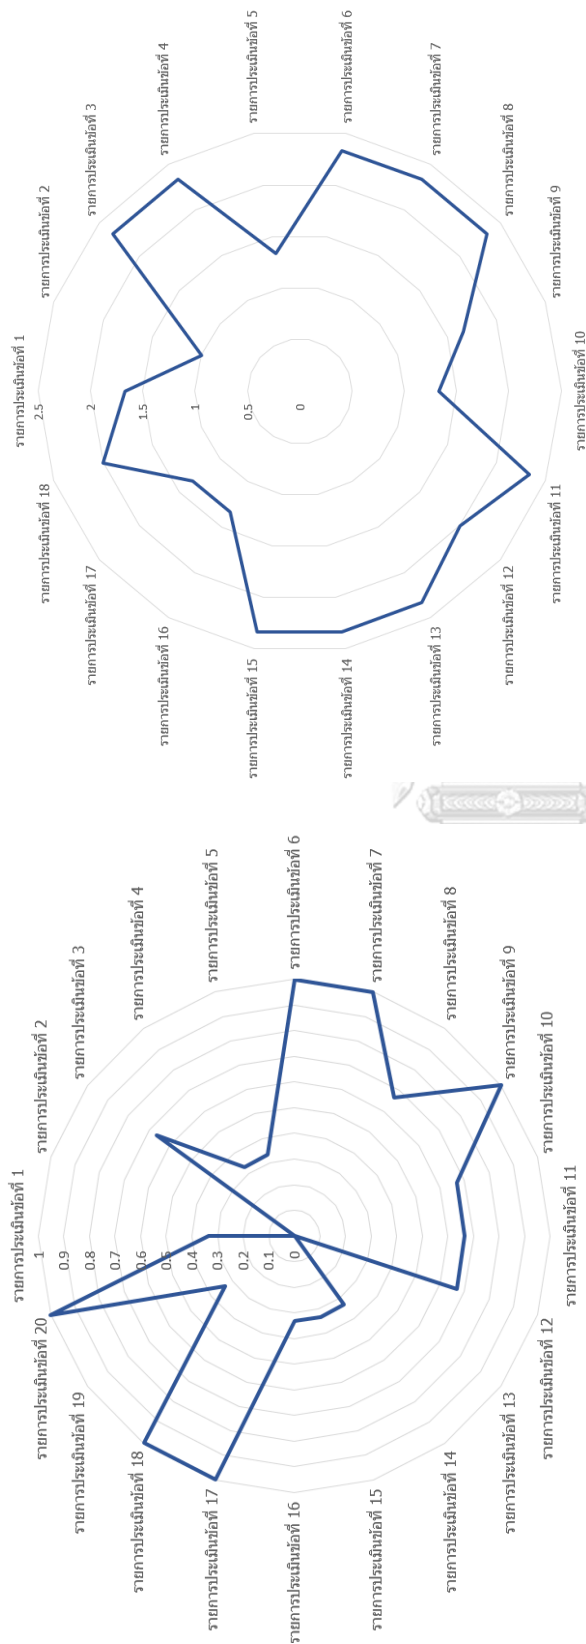 รายการประเมินข้อที่ 1
รายการประเมินข้อที่ 2
รายการประเมินข้อที่ 3
รายการประเมินข้อที่ 4
รายการประเมินข้อที่ 5
รายการประเมินข้อที่ 6
รายการประเมินข้อที่ 7
รายการประเมินข้อที่ 8
รายการประเมินข้อที่ 9
รายการประเมินข้อที่ 10
รายการประเมินข้อที่ 11
รายการประเมินข้อที่ 12
รายการประเมินข้อที่ 13
รายการประเมินข้อที่ 14
รายการประเมินข้อที่ 15
รายการประเมินข้อที่ 16
รายการประเมินข้อที่ 17
รายการประเมินข้อที่ 18
2.5
2
1.5
1
0.5
0
รายการประเมินข้อที่ 1
รายการประเมินข้อที่ 2
รายการประเมินข้อที่ 3
รายการประเมินข้อที่ 4
รายการประเมินข้อที่ 5
รายการประเมินข้อที่ 6
รายการประเมินข้อที่ 7
รายการประเมินข้อที่ 8
รายการประเมินข้อที่ 9
รายการประเมินข้อที่ 10
รายการประเมินข้อที่ 11
รายการประเมินข้อที่ 12
รายการประเมินข้อที่ 13
รายการประเมินข้อที่ 14
รายการประเมินข้อที่ 15
รายการประเมินข้อที่ 16
รายการประเมินข้อที่ 17
รายการประเมินข้อที่ 18
รายการประเมินข้อที่ 19
รายการประเมินข้อที่ 20
1
0.9
0.8
0.7
0.6
0.5
0.4
0.3
0.2
0.1
0